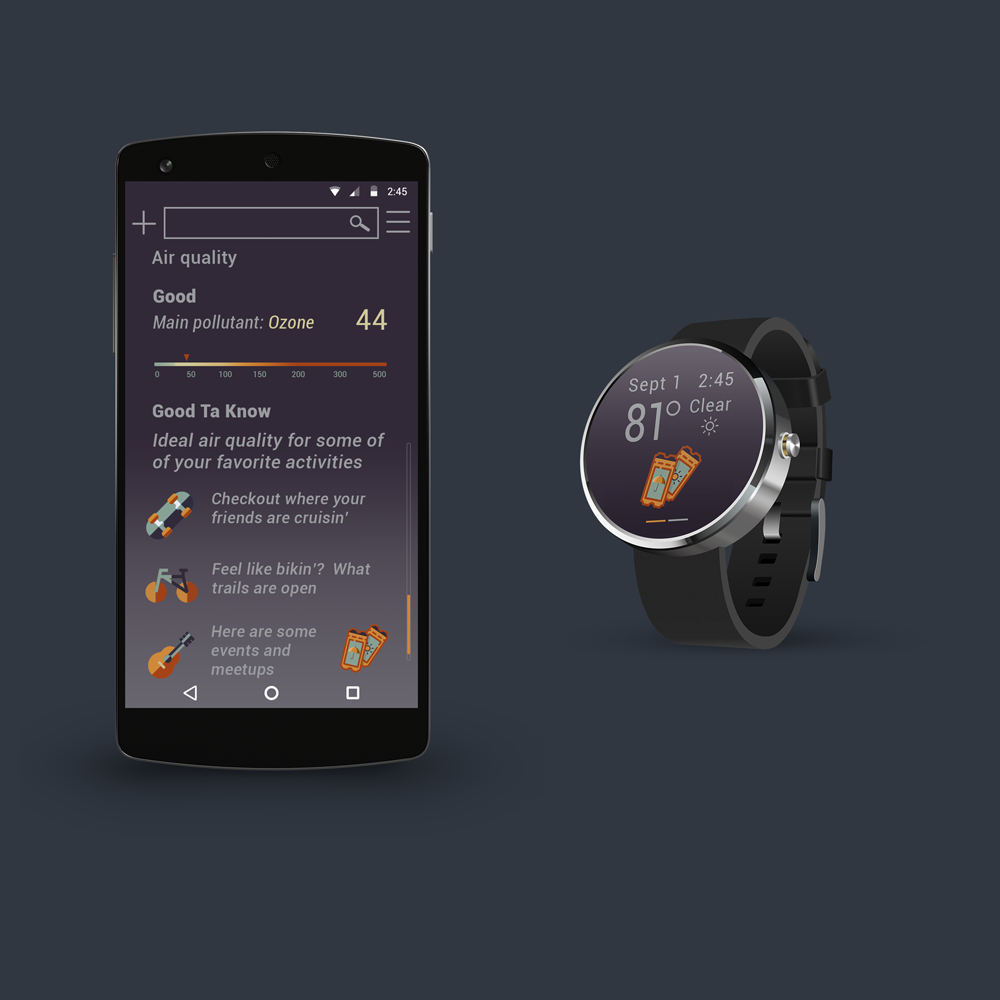 2:45
Air quality
Good
Main pollutant: Ozone 44
0 50 100 150 200 300 500
Good Ta Know
Ideal air quality for some of
of your favorite activities
Checkout where your
friends are cruisin'
Feel like bikin'? What
trails are open
Here are some
events and
meetups
Sept 1 2:45
81° Clear